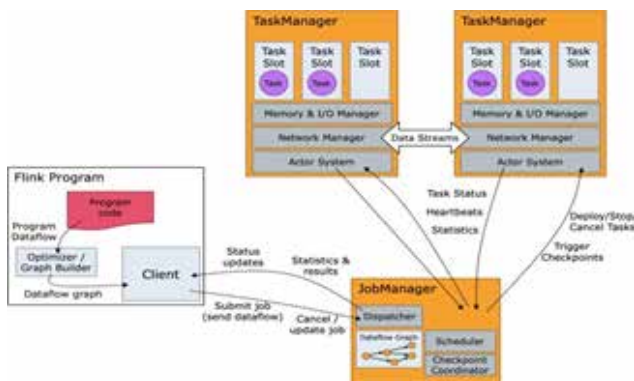 TaskManager
Task
Slot
Task
Task
Slot
Task
Task
Slot
Memory & I/O Manager
Network Manager
Actor System
TaskManager
Task
Slot
Task
Task
Slot
Task
Task
Slot
Memory & I/O Manager
Network Manager
Actor System
Data Streams
Flink Program
Program
code
Program
Dataflow
Optimizer /
Graph Builder
Dataflow graph
Client
Status
updates
Statistics &
results
Submit job
(send dataflow)
Cancel /
update job
Task Status
Heartbeats
Statistics
Deploy/Stop
Cancel Tasks
Trigger
Checkpoints
JobManager
Dispatcher
Dataflow Graph
Scheduler
Checkpoint
Coordinator